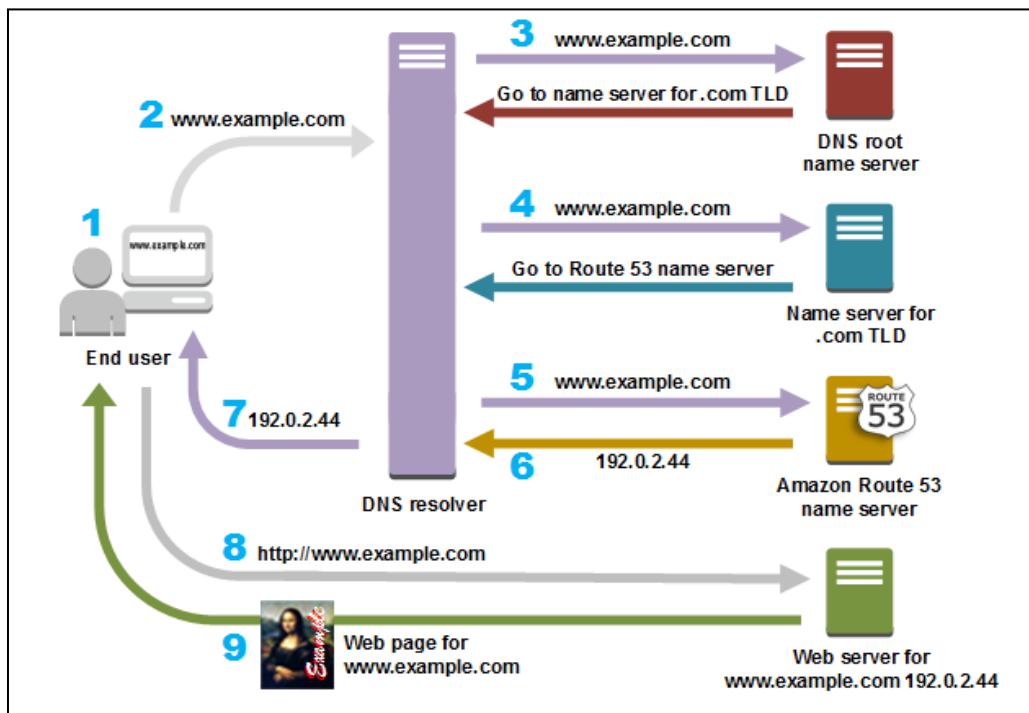 3 www.example.com
Go to name server for .com TLD
DNS root
name server
2 www.example.com
1
www.example.com
End user
4 www.example.com
Go to Route 53 name server
Name server for
.com TLD
5 www.example.com
ROUTE
53
6 192.0.2.44
Amazon Route 53
name server
7 192.0.2.44
DNS resolver
8 http://www.example.com
9
Example
Web page for
www.example.com
Web server for
www.example.com 192.0.2.44